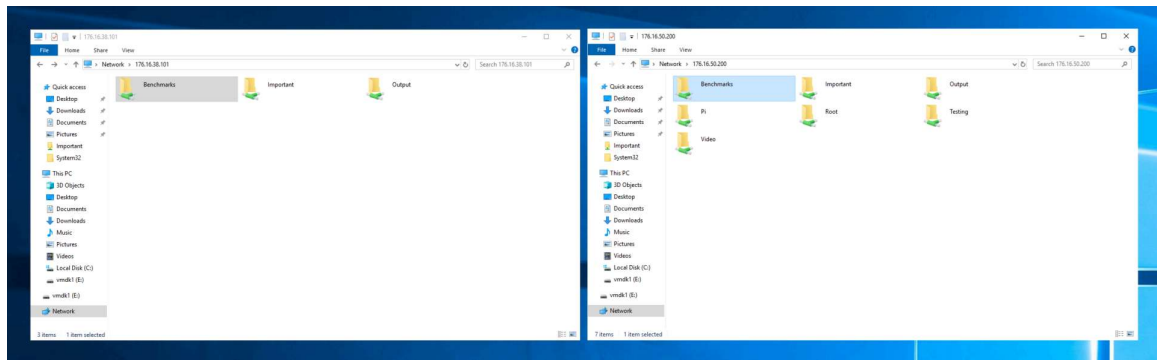 176.16.38.101
File Home Share View
Network > 176.16.38.101
Search 176.16.38.101
Quick access
Desktop
Downloads
Documents
Pictures
Important
System32
This PC
3D Objects
Desktop
Documents
Downloads
Music
Pictures
Videos
Local Disk (C:)
vmdk1 (E:)
vmdk1 (E:)
Network
Benchmarks Important Output
3 items 1 item selected
176.16.50.200
File Home Share View
Network > 176.16.50.200
Search 176.16.50.200
Quick access
Desktop
Downloads
Documents
Pictures
Important
System32
This PC
3D Objects
Desktop
Documents
Downloads
Music
Pictures
Videos
Local Disk (C:)
vmdk1 (E:)
vmdk1 (E:)
Network
Benchmarks Important Output
Pi Root Testing
Video
7 items 1 item selected